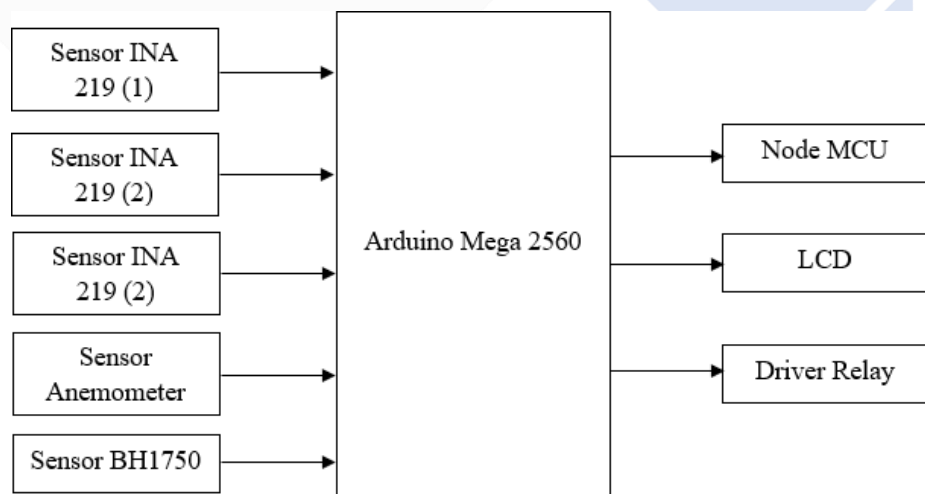 Sensor INA
219 (1)
Sensor INA
219 (2)
Sensor INA
219 (2)
Sensor
Anemometer
Sensor BH1750
Arduino Mega 2560
Node MCU
LCD
Driver Relay